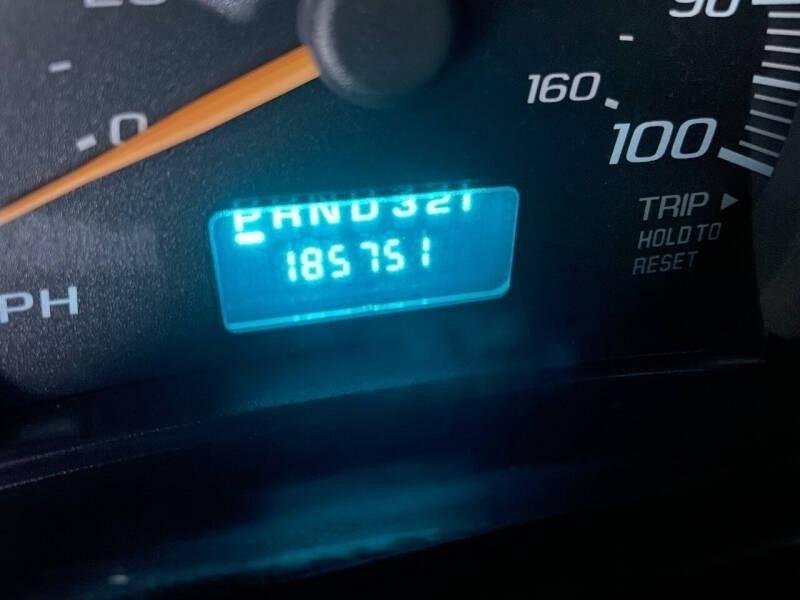 90
160
0
100
PRND321
TRIP ▶
HOLD TO
RESET
185751
PH